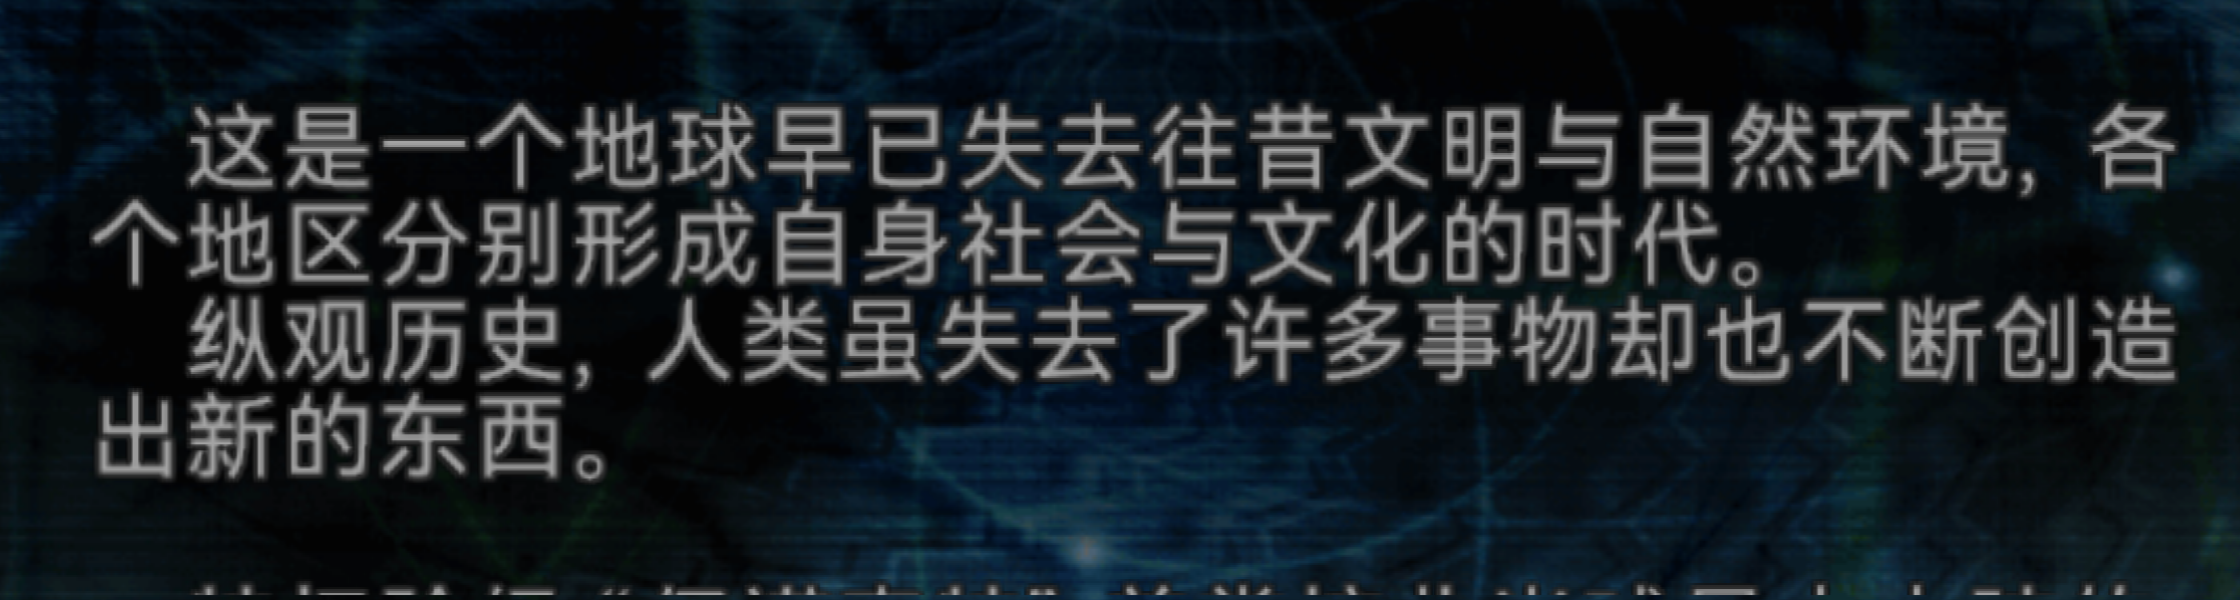 这是一个地球早已失去往昔文明与自然环境，各
个地区分别形成自身社会与文化的时代。
纵观历史，人类虽失去了许多事物却也不断创造
出新的东西。